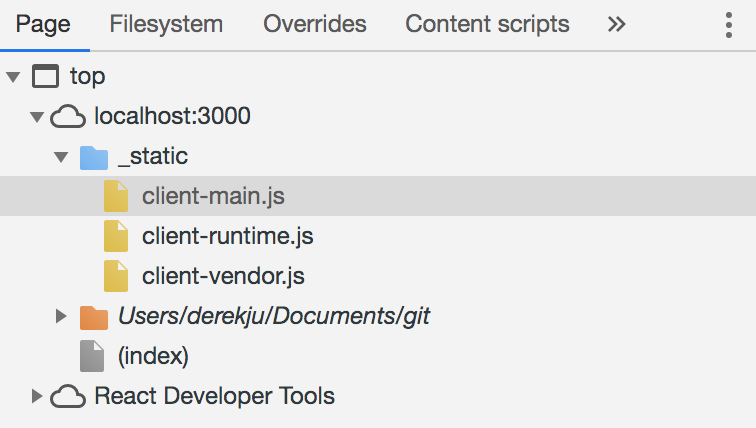 Page Filesystem Overrides Content scripts
top
localhost:3000
_static
client-main.js
client-runtime.js
client-vendor.js
Users/derekju/Documents/git
(index)
React Developer Tools